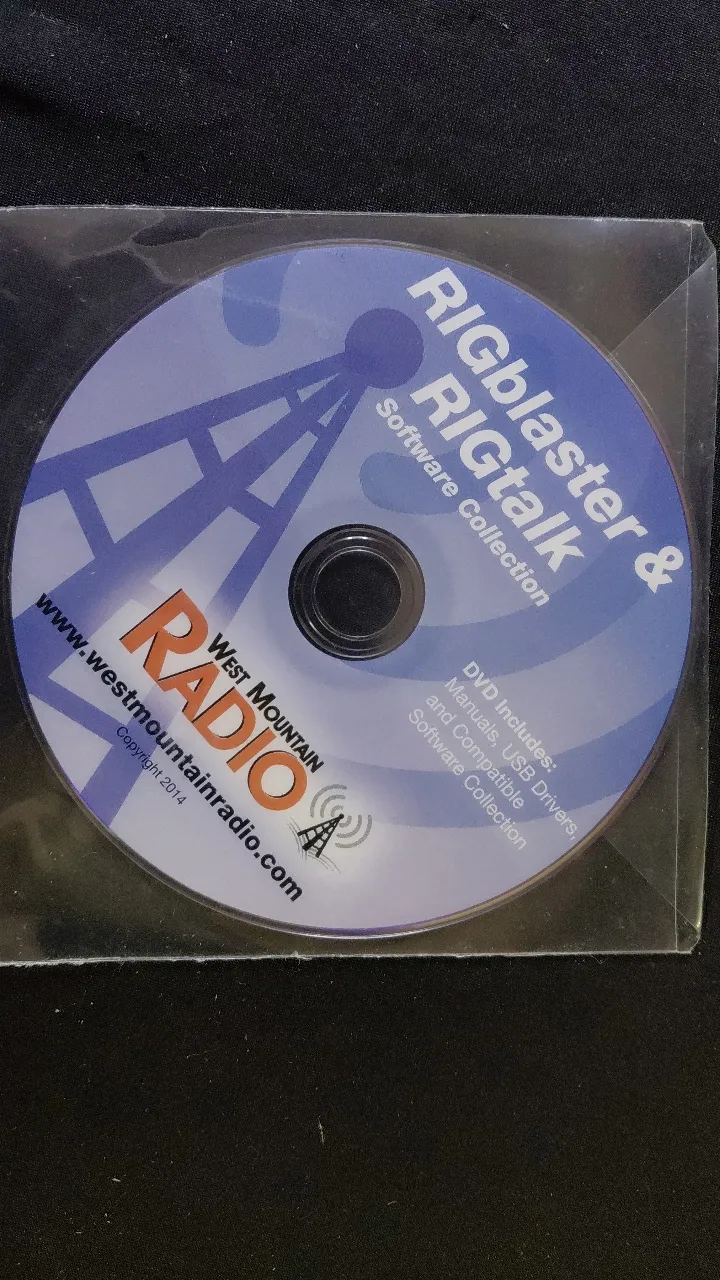 RIGblaster &
RIGtalk
Software Collection
DVD Includes:
Manuals, USB Drivers,
and Compatible
Software Collection
WEST MOUNTAIN
RADIO
www.westmountainradio.com
Copyright 2014